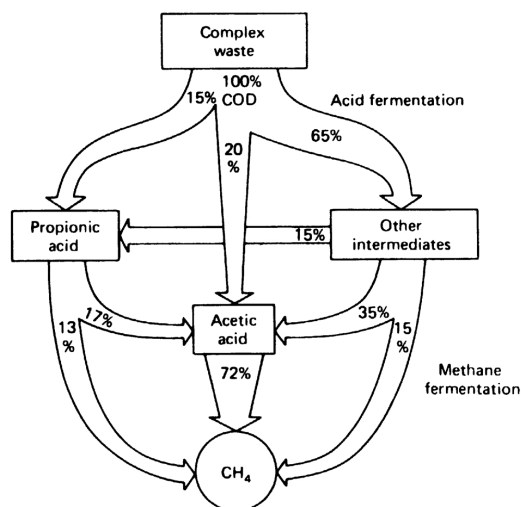 Complex
waste
100%
COD
15%
Acid fermentation
65%
20
%
Propionic
acid
Other
intermediates
15%
17%
13
%
Acetic
acid
35%
15
%
72%
Methane
fermentation
CH₄